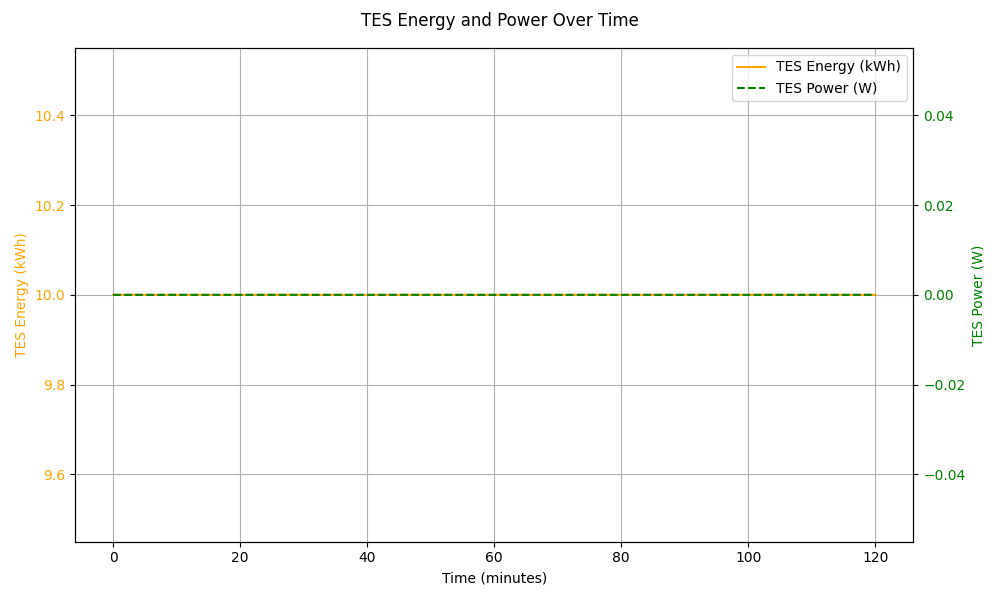 TES Energy and Power Over Time
TES Energy (kWh)
TES Power (W)
10.4
10.2
10.0
9.8
9.6
TES Energy (kWh)
0.04
0.02
0.00
−0.02
−0.04
TES Power (W)
0 20 40 60 80 100 120
Time (minutes)